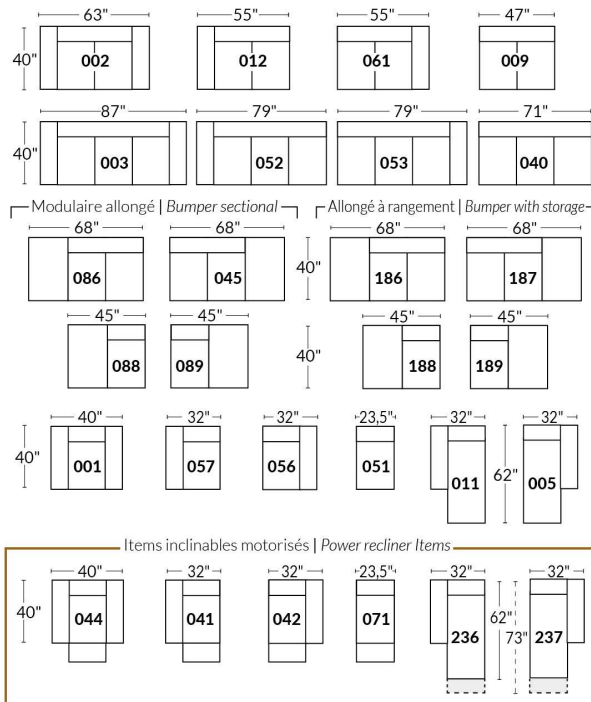 63" 55" 55" 47"
40" 002 012 061 009
87" 79" 79" 71"
40" 003 052 053 040
Modulaire allongé | Bumper sectional Allongé à rangement | Bumper with storage
68" 68" 68" 68"
086 045 40" 186 187
45" 45" 45" 45"
088 089 40" 188 189
40" 32" 32" 23,5" 32" 32"
40" 001 057 056 051 011 62" 005
Items inclinables motorisés | Power recliner Items
40" 32" 32" 23,5" 32" 32"
40" 044 041 042 071 236 62" 73" 237